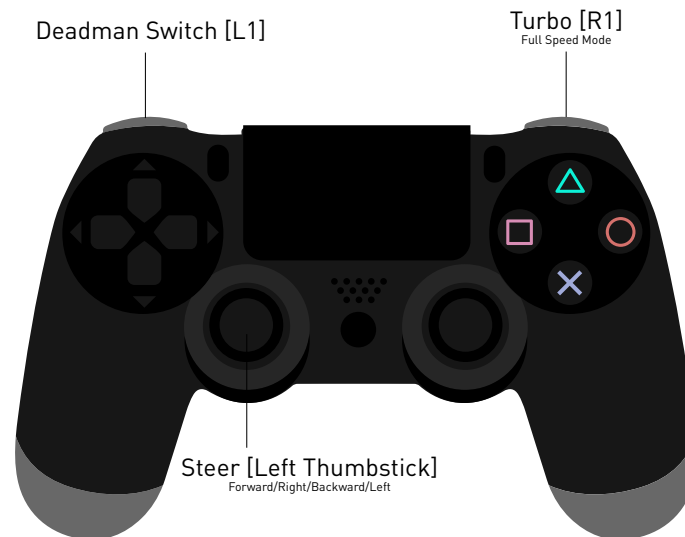 Deadman Switch [L1]
Turbo [R1]
Full Speed Mode
Steer [Left Thumbstick]
Forward/Right/Backward/Left